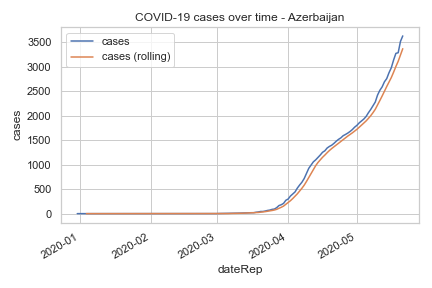 COVID-19 cases over time - Azerbaijan
cases
cases (rolling)
3500
3000
2500
2000
1500
1000
500
0
cases
2020-01
2020-02
2020-03
2020-04
2020-05
dateRep